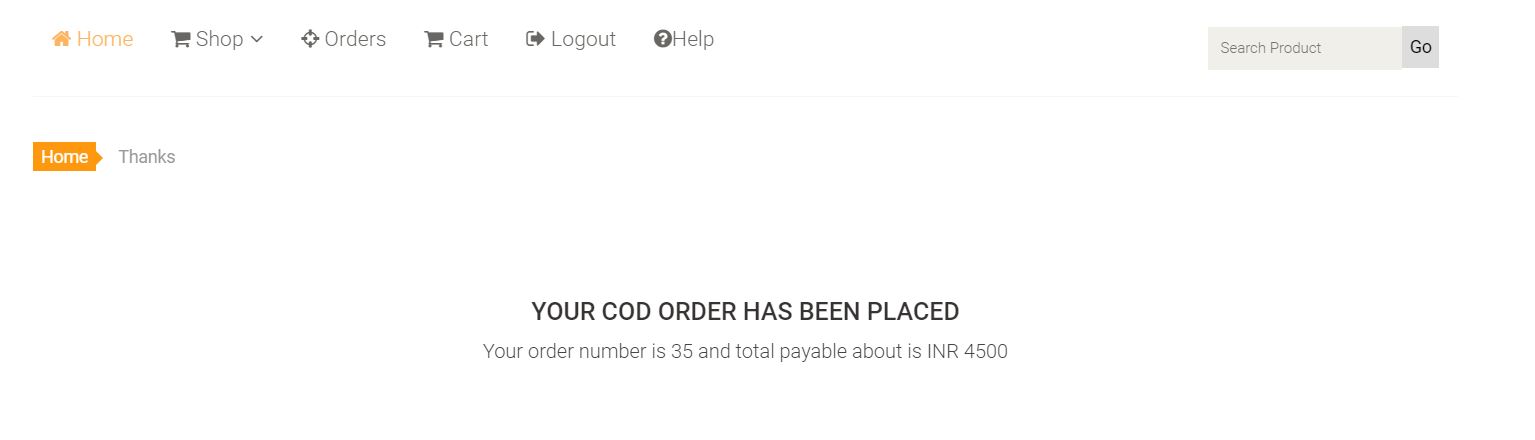 Home Shop Orders Cart Logout Help
Search Product Go
Home Thanks
YOUR COD ORDER HAS BEEN PLACED
Your order number is 35 and total payable about is INR 4500